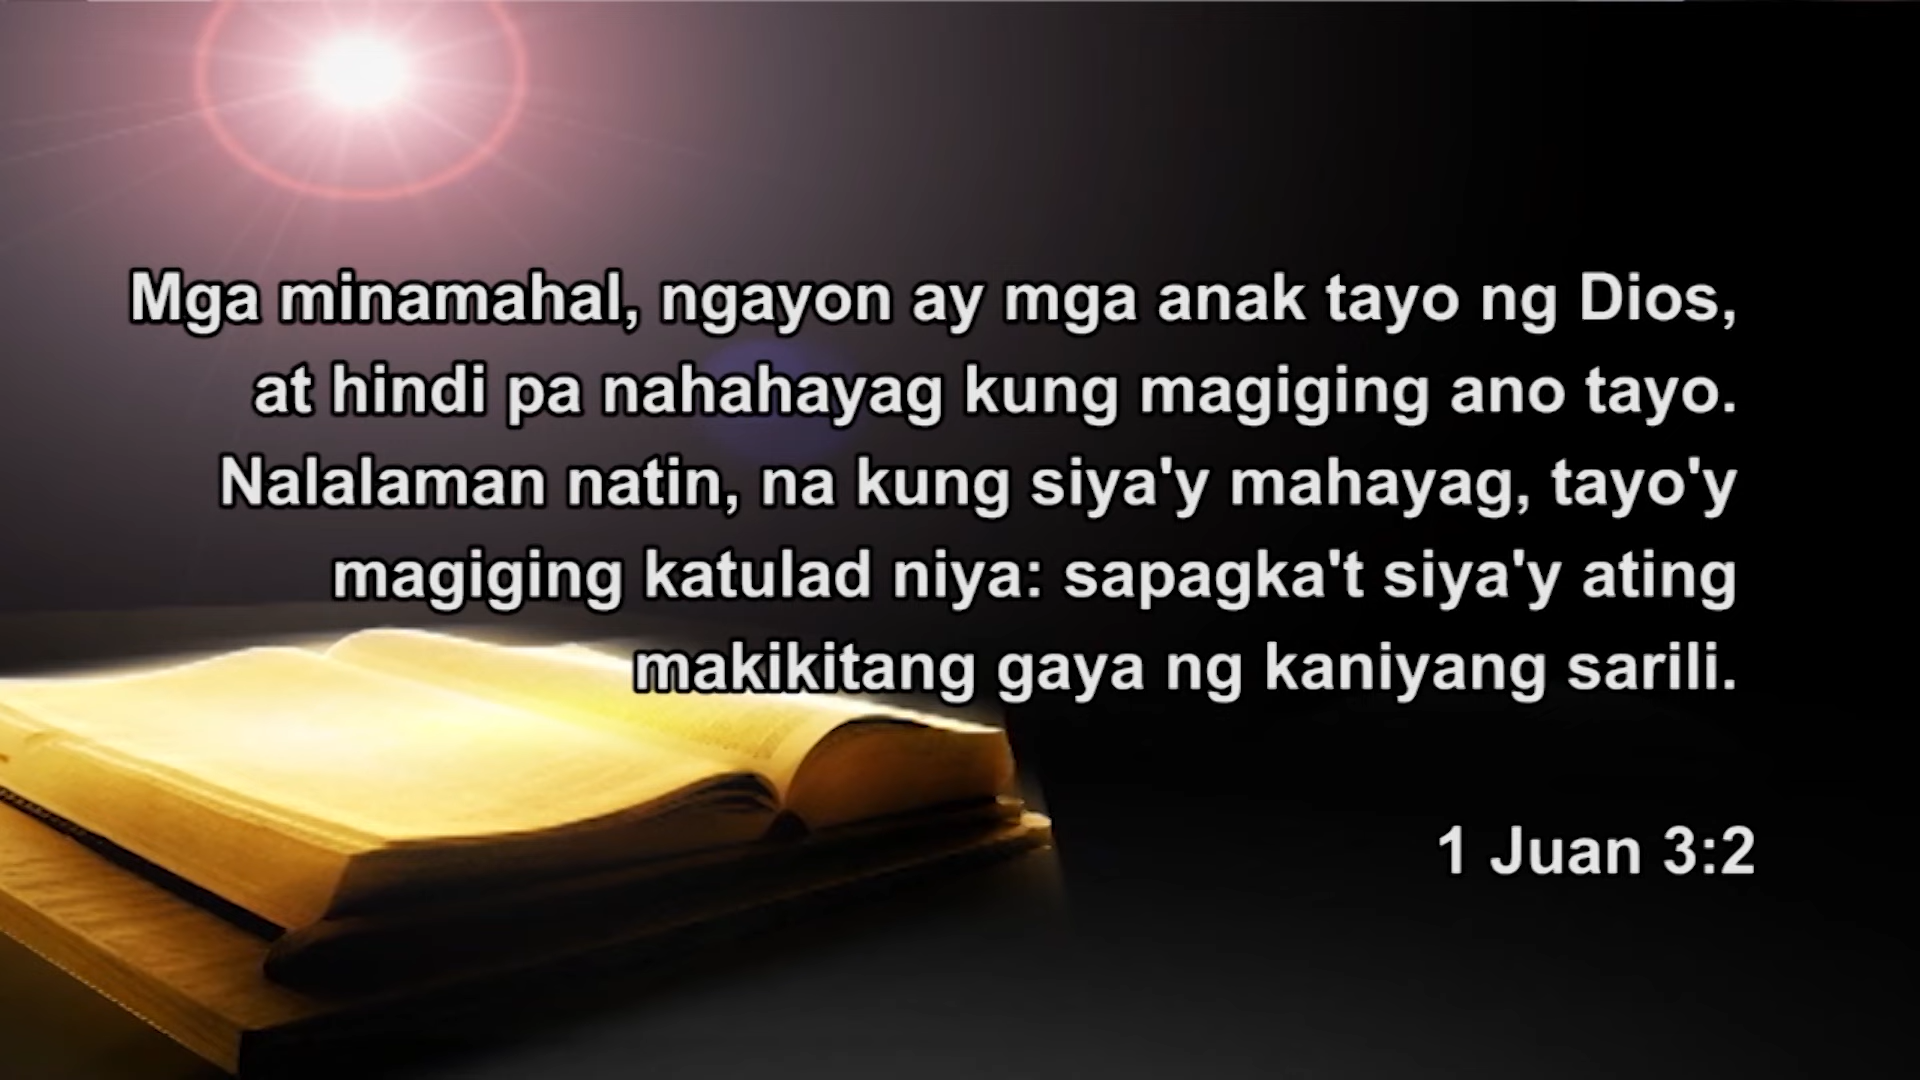 Mga minamahal, ngayon ay mga anak tayo ng Dios,
at hindi pa nahahayag kung magiging ano tayo.
Nalalaman natin, na kung siya'y mahayag, tayo'y
magiging katulad niya: sapagka't siya'y ating
makikitang gaya ng kaniyang sarili.
1 Juan 3:2